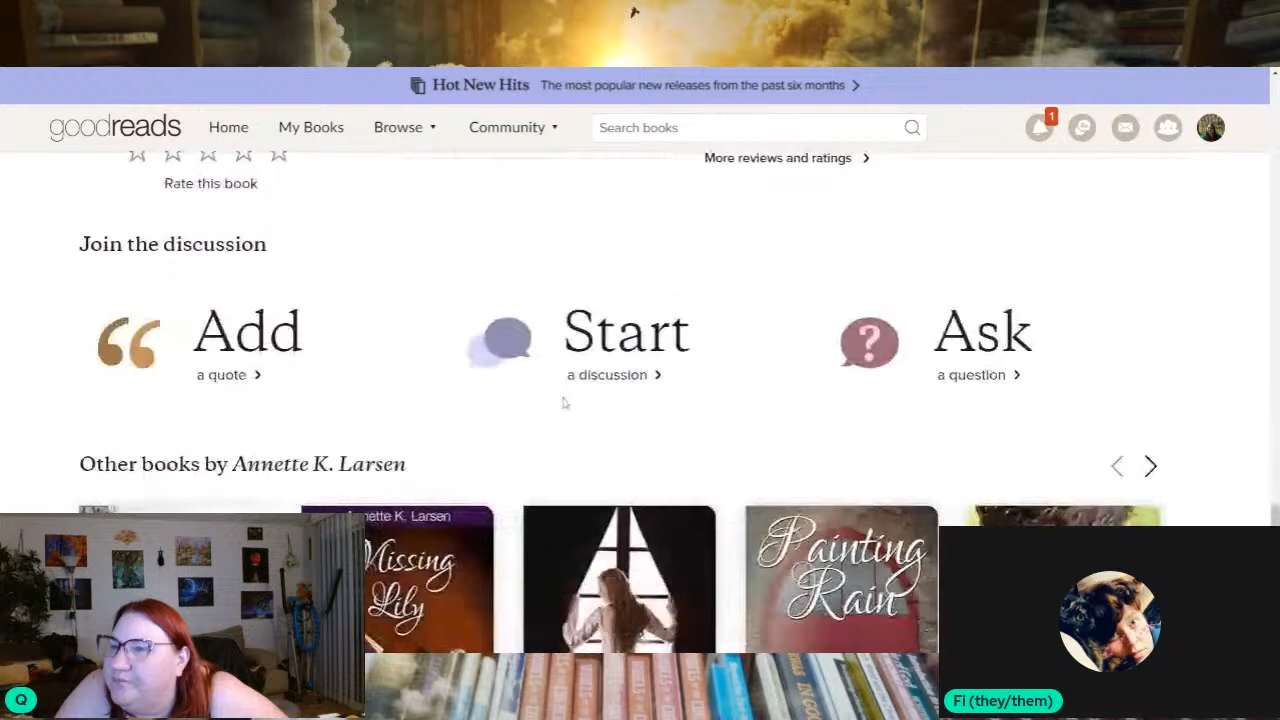 Hot New Hits The most popular new releases from the past six months
goodreads Home My Books Browse Community Search books 1
Rate this book
More reviews and ratings
Join the discussion
Add
a quote
Start
a discussion
Ask
a question
Other books by Annette K. Larsen
Annette K. Larsen
Missing
Lily
Painting
Rain
Q
Fi (they/them)